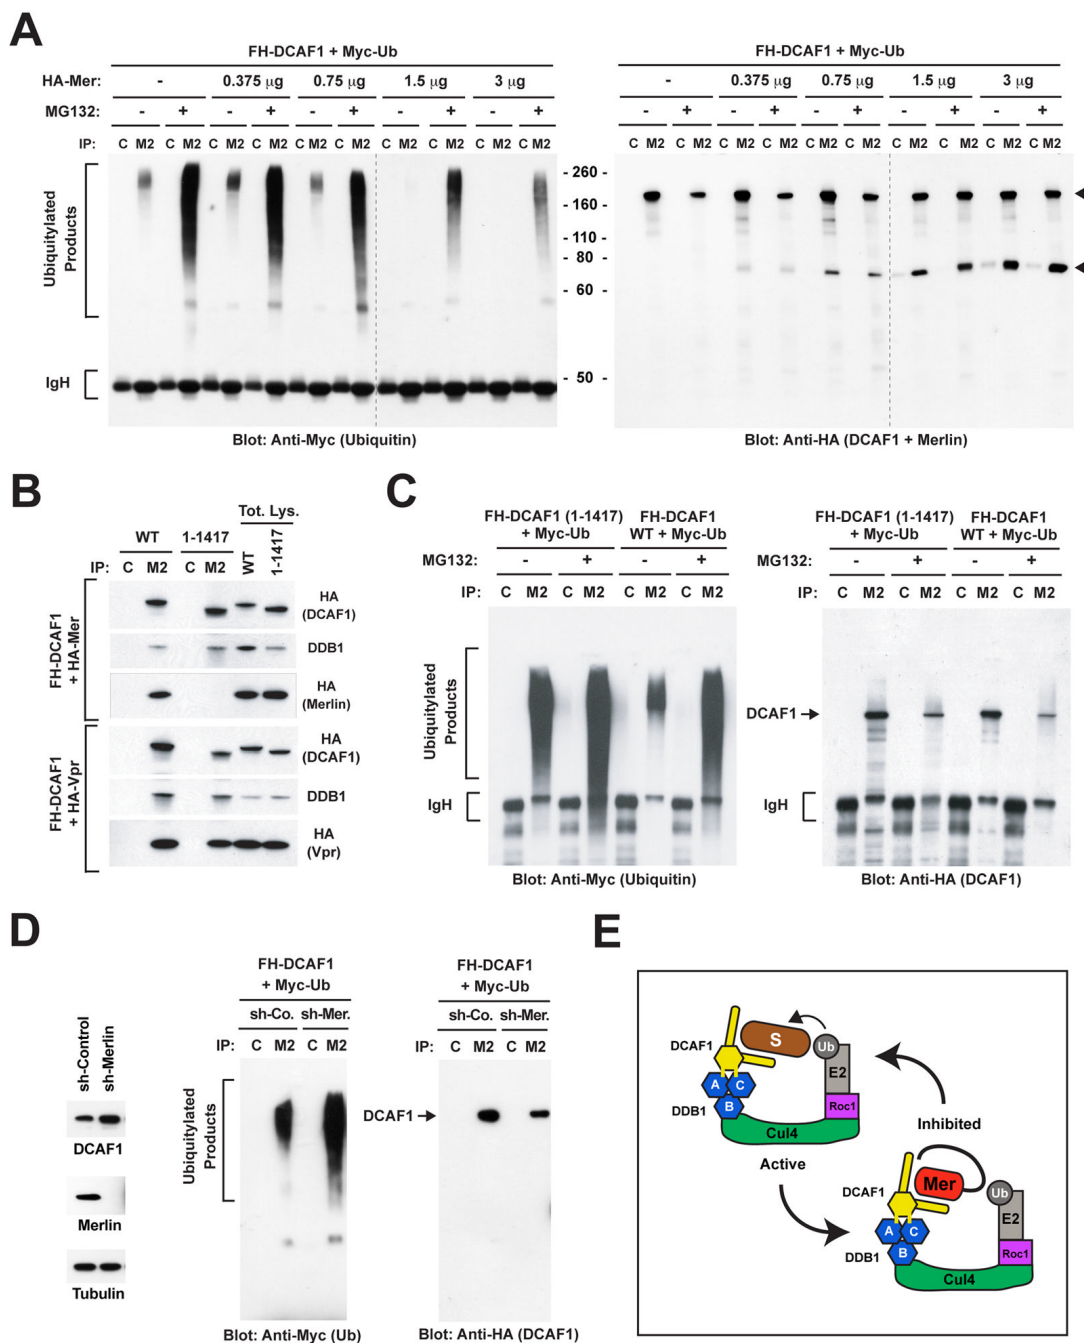 A
FH-DCAF1 + Myc-Ub
HA-Mer: - 0.375 µg 0.75 µg 1.5 µg 3 µg
MG132: - + - + - + - + - +
IP: C M2 C M2 C M2 C M2 C M2 C M2 C M2 C M2 C M2 C M2
Ubiquitylated
Products
IgH
Blot: Anti-Myc (Ubiquitin)
- 260 -
- 160 -
- 110 -
- 80 -
- 60 -
- 50 -
FH-DCAF1 + Myc-Ub
- 0.375 µg 0.75 µg 1.5 µg 3 µg
- + - + - + - + - +
C M2 C M2 C M2 C M2 C M2 C M2 C M2 C M2 C M2 C M2
Blot: Anti-HA (DCAF1 + Merlin)
B
Tot. Lys.
WT 1-1417 WT 1-1417
IP: C M2 C M2
FH-DCAF1
+ HA-Mer
HA
(DCAF1)
DDB1
HA
(Merlin)
FH-DCAF1
+ HA-Vpr
HA
(DCAF1)
DDB1
HA
(Vpr)
C
FH-DCAF1 (1-1417)
+ Myc-Ub
FH-DCAF1
WT + Myc-Ub
MG132: - + - +
IP: C M2 C M2 C M2 C M2
Ubiquitylated
Products
IgH
Blot: Anti-Myc (Ubiquitin)
FH-DCAF1 (1-1417)
+ Myc-Ub
FH-DCAF1
WT + Myc-Ub
MG132: - + - +
IP: C M2 C M2 C M2 C M2
DCAF1
IgH
Blot: Anti-HA (DCAF1)
D
sh-Control
sh-Merlin
DCAF1
Merlin
Tubulin
FH-DCAF1
+ Myc-Ub
sh-Co. sh-Mer.
IP: C M2 C M2
Ubiquitylated
Products
Blot: Anti-Myc (Ub)
FH-DCAF1
+ Myc-Ub
sh-Co. sh-Mer.
IP: C M2 C M2
DCAF1
Blot: Anti-HA (DCAF1)
E
DCAF1
S
Ub
E2
A C
B
DDB1
Roc1
Cul4
Active
Inhibited
DCAF1
Mer
Ub
E2
A C
B
DDB1
Roc1
Cul4